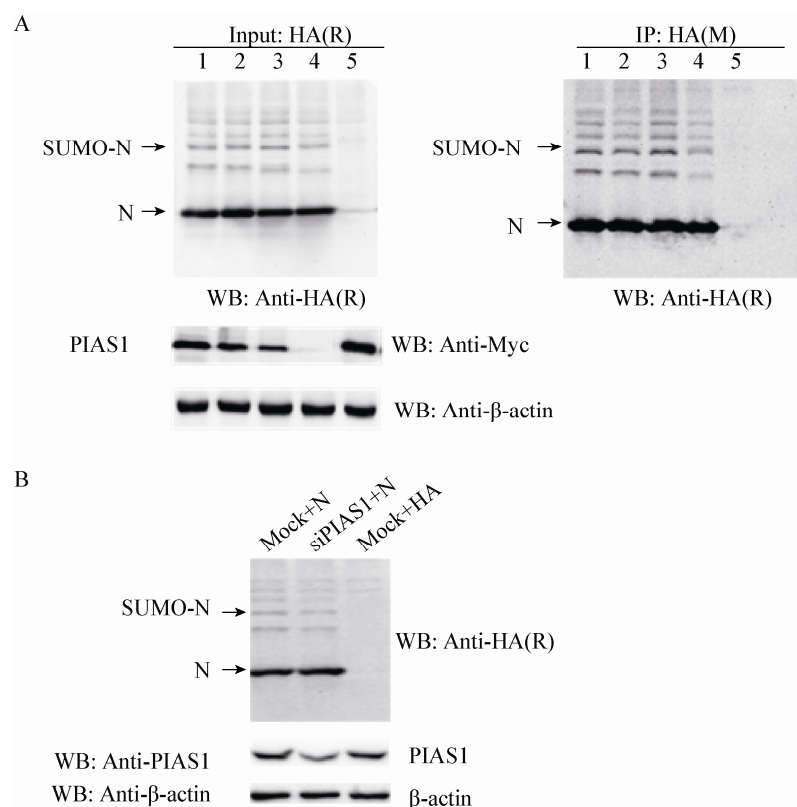 A
Input: HA(R)
1 2 3 4 5
SUMO-N
N
WB: Anti-HA(R)
IP: HA(M)
1 2 3 4 5
SUMO-N
N
WB: Anti-HA(R)
PIAS1
WB: Anti-Myc
WB: Anti-β-actin
B
Mock+N
siPIAS1+N
Mock+HA
SUMO-N
N
WB: Anti-HA(R)
WB: Anti-PIAS1
PIAS1
WB: Anti-β-actin
β-actin